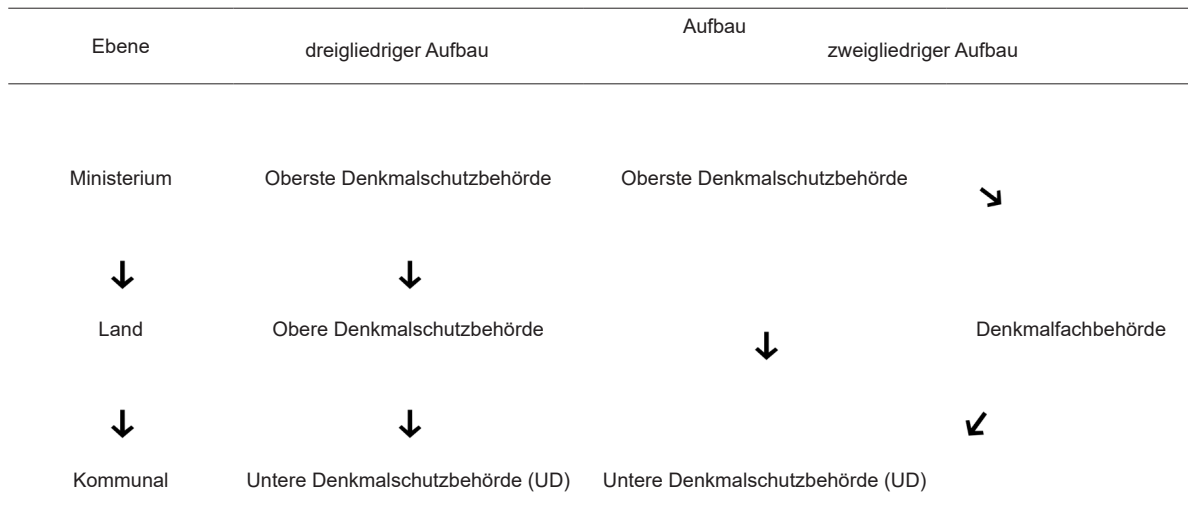 Aufbau
Ebene dreigliedriger Aufbau zweigliedriger Aufbau
Ministerium Oberste Denkmalschutzbehörde Oberste Denkmalschutzbehörde
Land Obere Denkmalschutzbehörde Denkmalfachbehörde
Kommunal Untere Denkmalschutzbehörde (UD) Untere Denkmalschutzbehörde (UD)